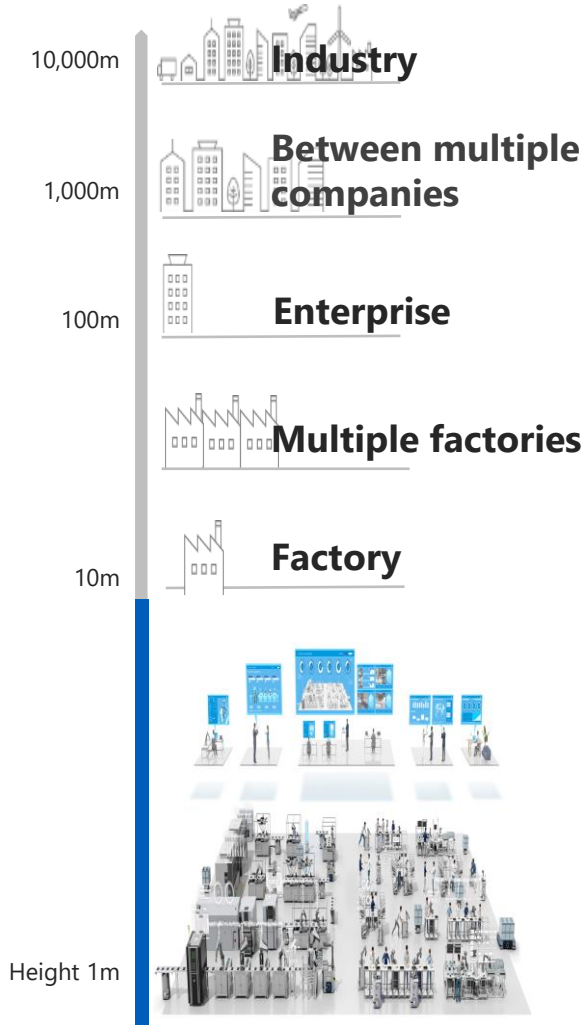 10,000m
Industry
Between multiple
companies
1,000m
100m
Enterprise
Multiple factories
Factory
10m
Height 1m